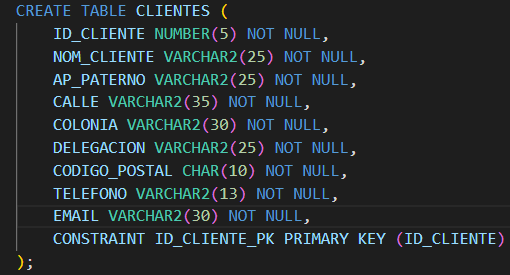 CREATE TABLE CLIENTES (
ID_CLIENTE NUMBER(5) NOT NULL,
NOM_CLIENTE VARCHAR2(25) NOT NULL,
AP_PATERNO VARCHAR2(25) NOT NULL,
CALLE VARCHAR2(35) NOT NULL,
COLONIA VARCHAR2(30) NOT NULL,
DELEGACION VARCHAR2(25) NOT NULL,
CODIGO_POSTAL CHAR(10) NOT NULL,
TELEFONO VARCHAR2(13) NOT NULL,
EMAIL VARCHAR2(30) NOT NULL,
CONSTRAINT ID_CLIENTE_PK PRIMARY KEY (ID_CLIENTE)
);